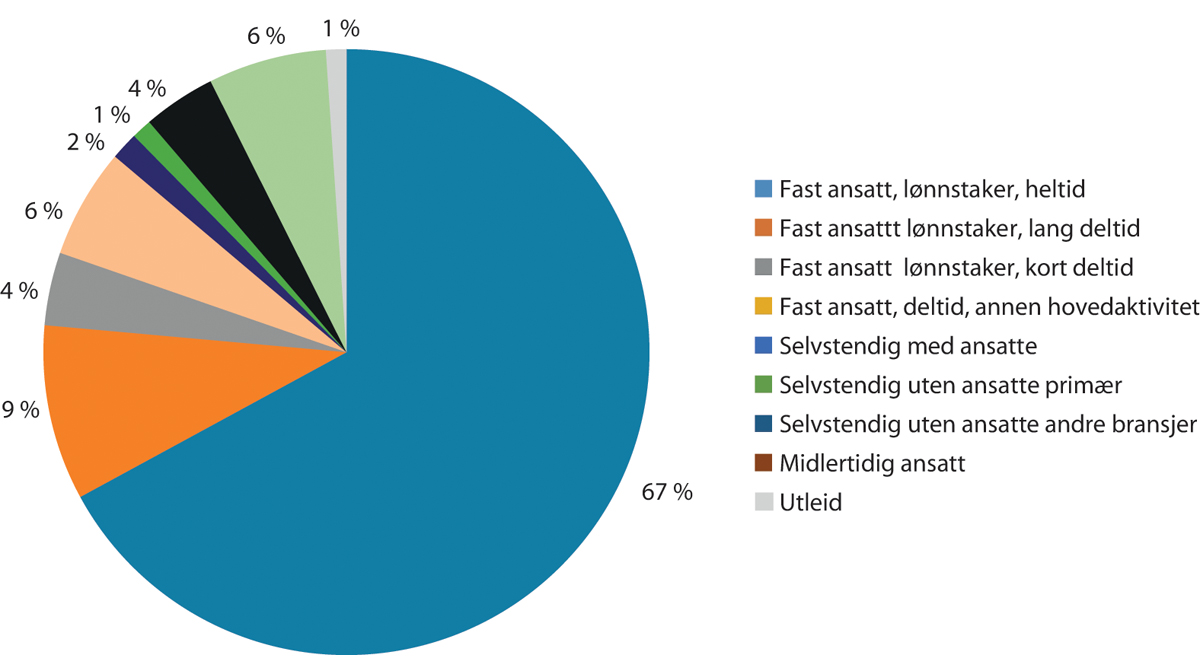 6 %
1 %
4 %
1 %
2 %
6 %
4 %
9 %
67 %
Fast ansatt, lønnstaker, heltid
Fast ansattt lønnstaker, lang deltid
Fast ansatt  lønnstaker, kort deltid
Fast ansatt, deltid, annen hovedaktivitet
Selvstendig med ansatte
Selvstendig uten ansatte primær
Selvstendig uten ansatte andre bransjer
Midlertidig ansatt
Utleid